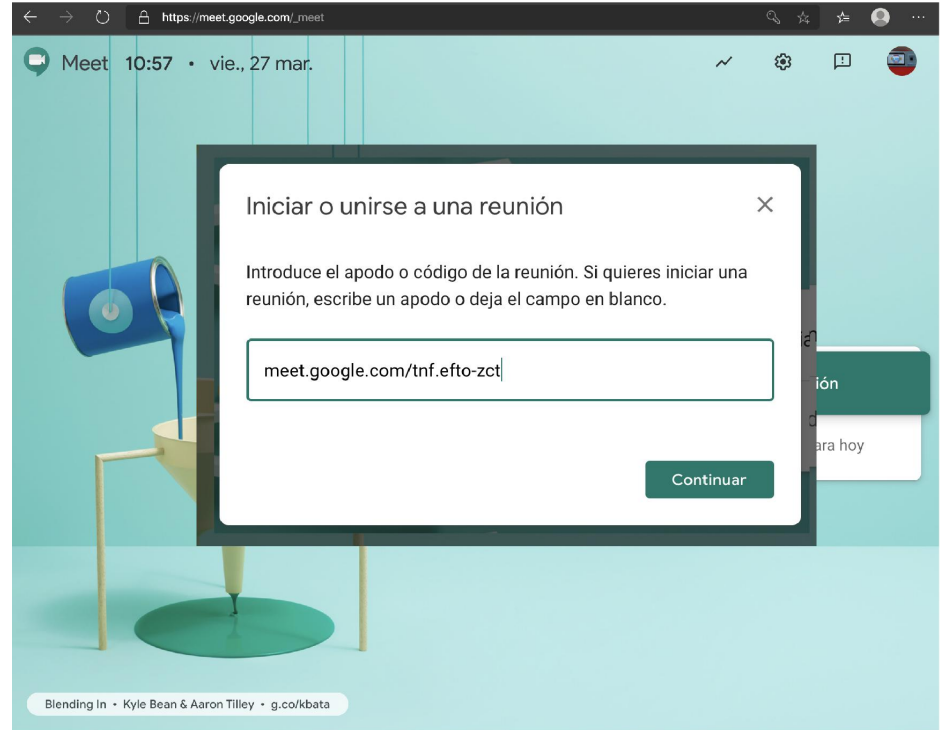 https://meet.google.com/_meet
Meet 10:57 • vie., 27 mar.
Iniciar o unirse a una reunión
Introduce el apodo o código de la reunión. Si quieres iniciar una
reunión, escribe un apodo o deja el campo en blanco.
meet.google.com/tnf.efto-zct
ión
ara hoy
Continuar
Blending In • Kyle Bean & Aaron Tilley • g.co/kbata